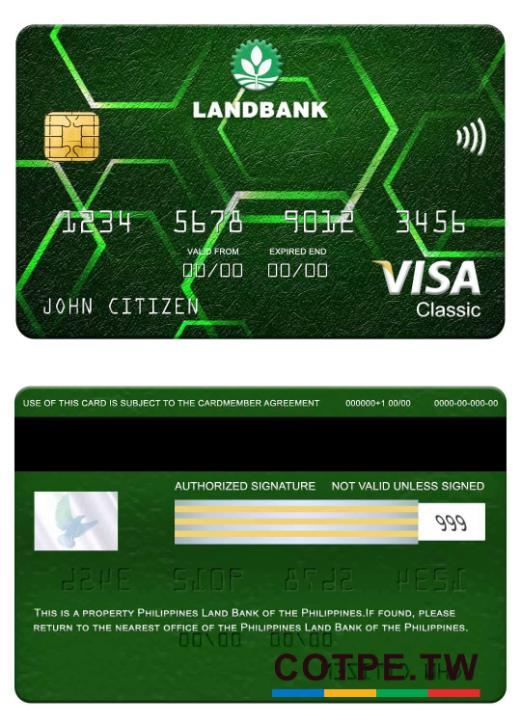 LANDBANK
1234 5678 9012 3456
VALID FROM EXPIRED END
00/00 00/00
JOHN CITIZEN
VISA
Classic
USE OF THIS CARD IS SUBJECT TO THE CARDMEMBER AGREEMENT 000000+1 00/00 0000-00-000-00
AUTHORIZED SIGNATURE NOT VALID UNLESS SIGNED
999
THIS IS A PROPERTY PHILIPPINES LAND BANK OF THE PHILIPPINES.IF FOUND, PLEASE
RETURN TO THE NEAREST OFFICE OF THE PHILIPPINES LAND BANK OF THE PHILIPPINES.
COTPE.TW